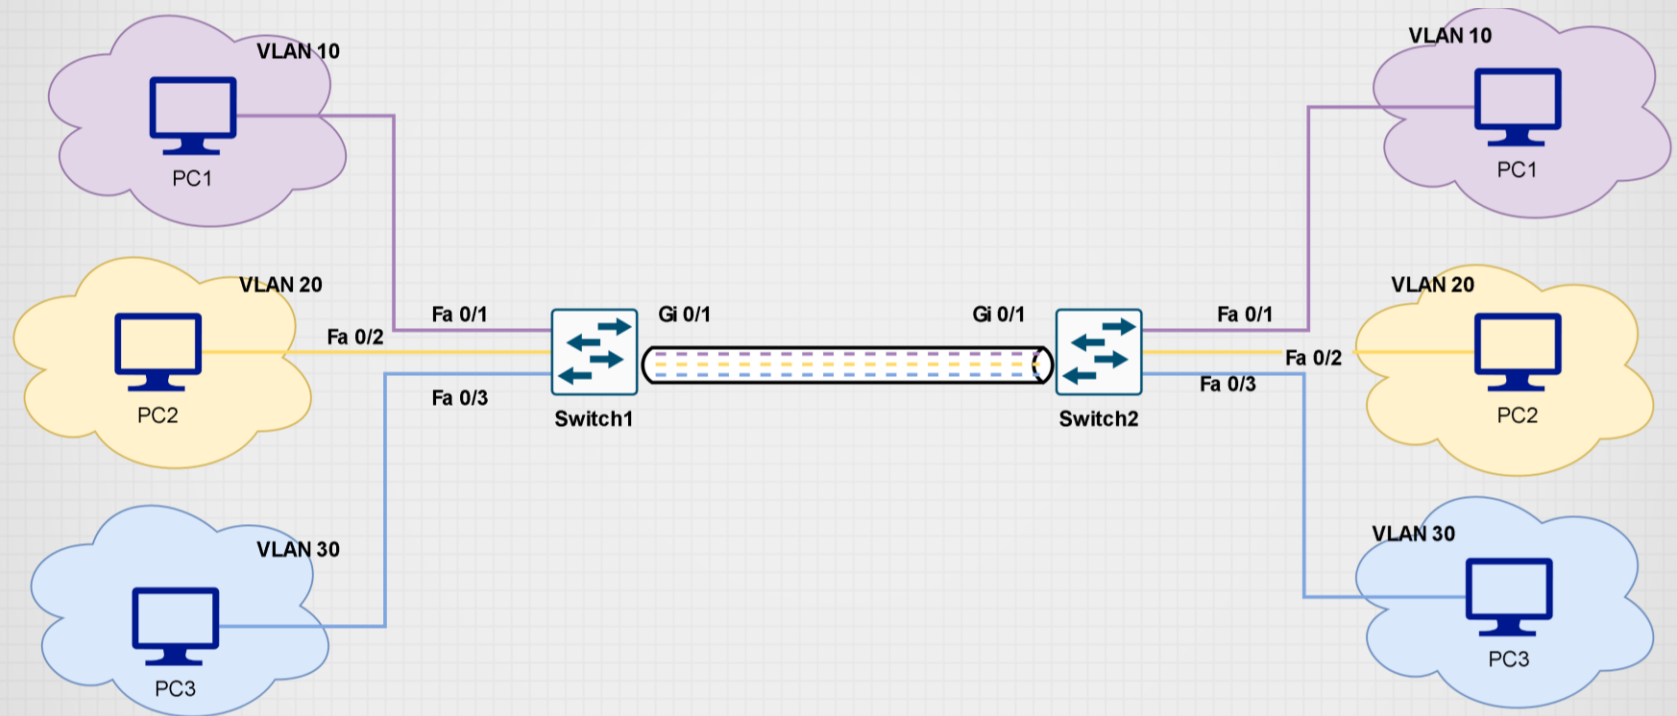 VLAN 10
PC1
VLAN 20
PC2
VLAN 30
PC3
Fa 0/1
Fa 0/2
Fa 0/3
Switch1
Gi 0/1
Gi 0/1
Switch2
Fa 0/1
Fa 0/2
Fa 0/3
VLAN 10
PC1
VLAN 20
PC2
VLAN 30
PC3